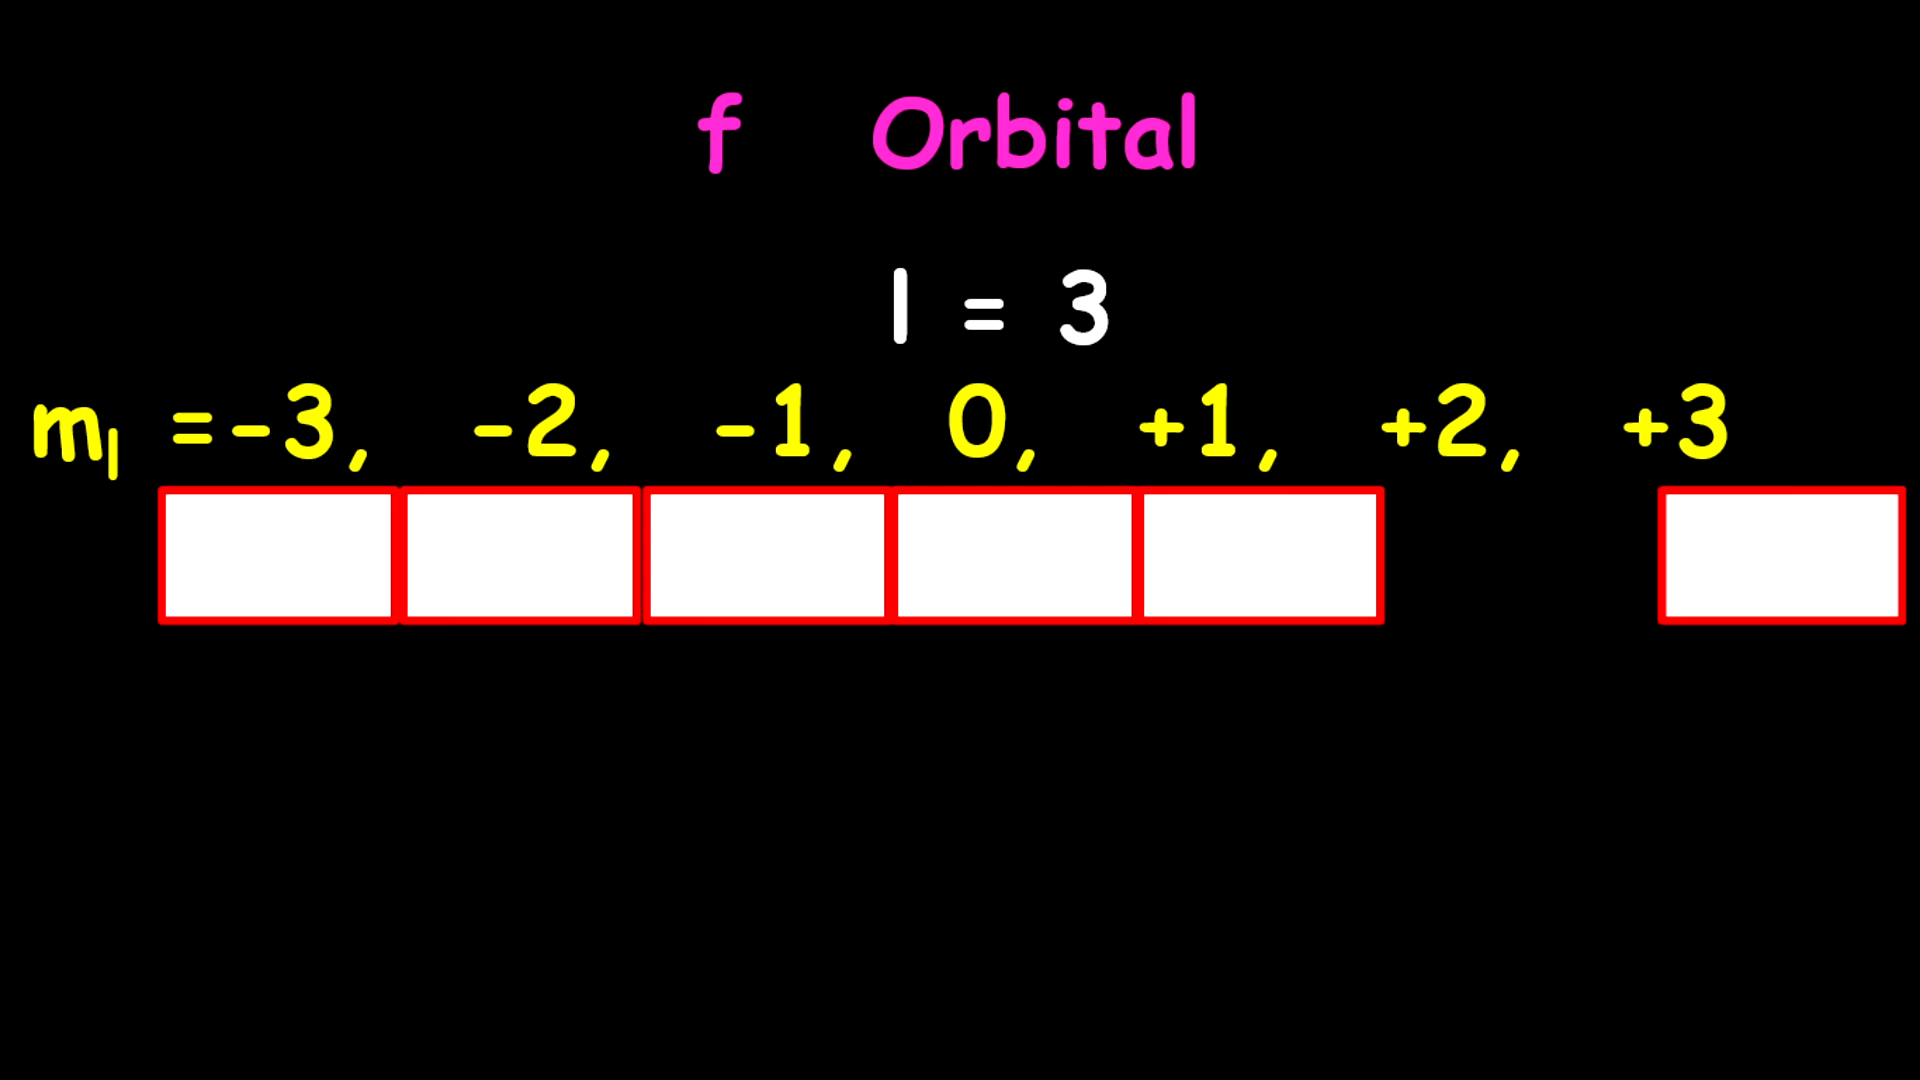 f Orbital
l = 3
ml =-3, -2, -1, 0, +1, +2, +3